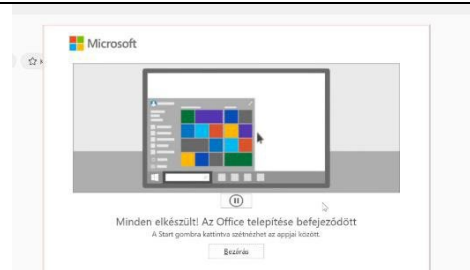 Microsoft
Minden elkészült! Az Office telepítése befejeződött
A Start gombra kattintva szétnézhet az appjai között.
Bezárás